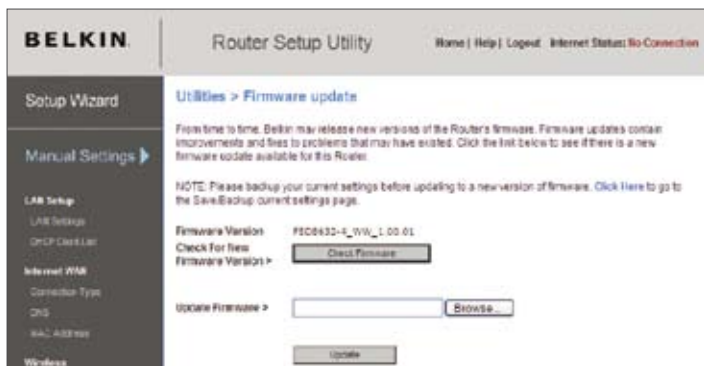 BELKIN.
Router Setup Utility
Home | Help | Logout Internet Status: No Connection
Setup Wizard
Manual Settings
LAN Setup
LAN Settings
DHCP Client List
Internet WAN
Connection Type
DNS
MAC Address
Wireless
Utilities > Firmware update
From time to time, Belkin may release new versions of the Router's firmware. Firmware updates contain
improvements and fixes to problems that may have existed. Click the link below to see if there is a new
firmware update available for this Router.
NOTE: Please backup your current settings before updating to a new version of firmware. Click Here to go to
the Save/Backup current settings page.
Firmware Version
Check For New
Firmware Version >
Check Firmware
Update Firmware >
Browse...
Update